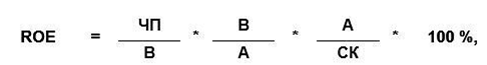 ROE = ЧП / В * В / А * А / СК * 100 %,